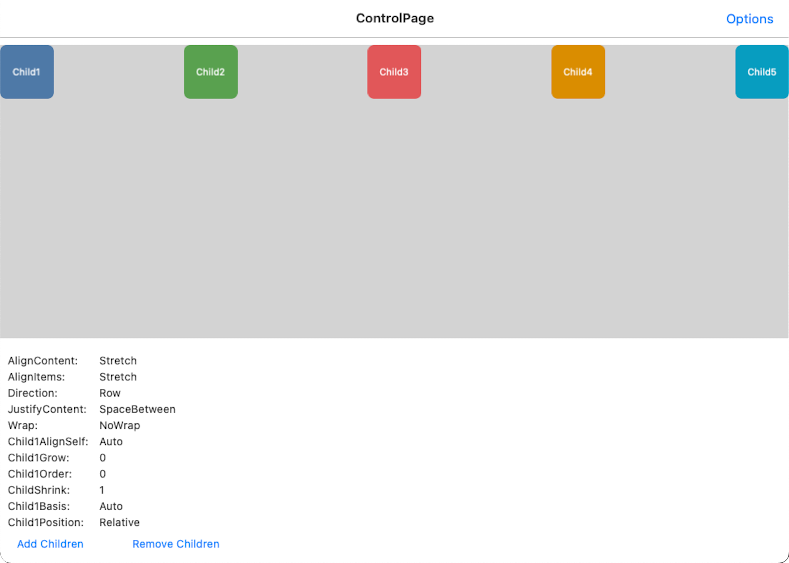 ControlPage
Options
Child1 Child2 Child3 Child4 Child5
AlignContent: Stretch
AlignItems: Stretch
Direction: Row
JustifyContent: SpaceBetween
Wrap: NoWrap
Child1AlignSelf: Auto
Child1Grow: 0
Child1Order: 0
ChildShrink: 1
Child1Basis: Auto
Child1Position: Relative
Add Children Remove Children